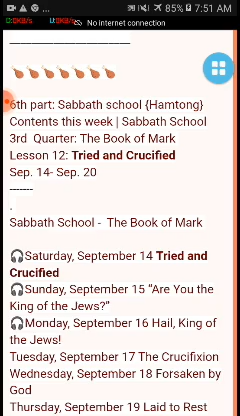 85% 7:51 AM
0:0KB/s U:0KB/s No internet connection
6th part: Sabbath school {Hamtong}
Contents this week | Sabbath School
3rd Quarter: The Book of Mark
Lesson 12: Tried and Crucified
Sep. 14- Sep. 20
-------
.
Sabbath School - The Book of Mark
🎧Saturday, September 14 Tried and
Crucified
🎧Sunday, September 15 “Are You the
King of the Jews?”
🎧Monday, September 16 Hail, King of
the Jews!
Tuesday, September 17 The Crucifixion
Wednesday, September 18 Forsaken by
God
Thursday, September 19 Laid to Rest